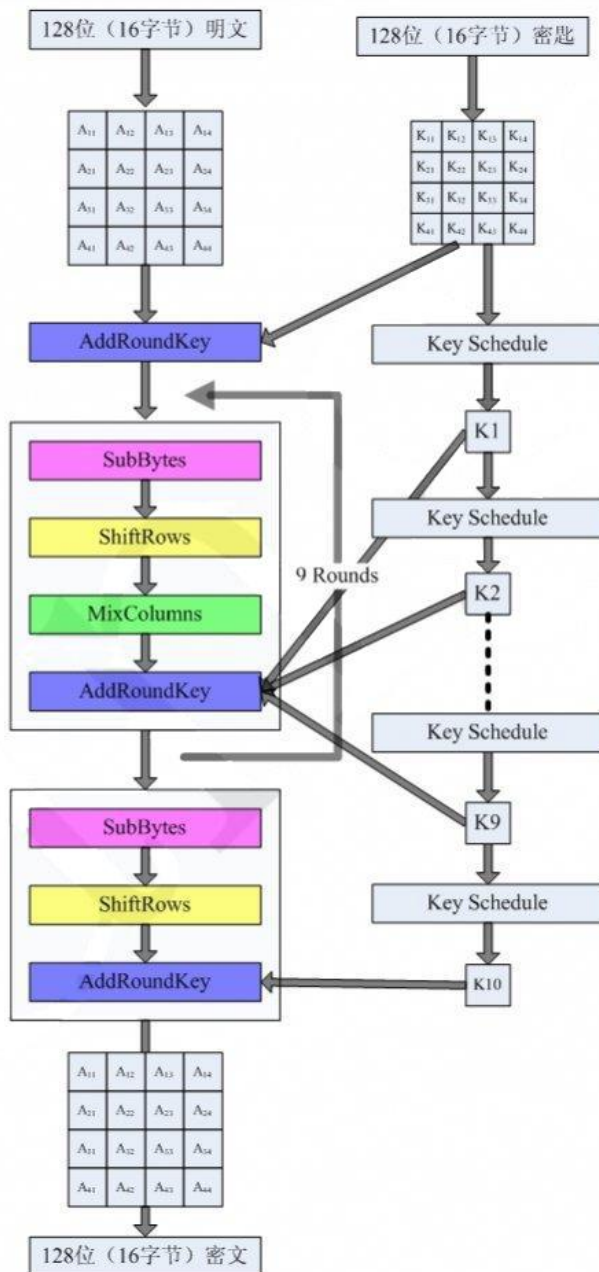 128位（16字节）明文
128位（16字节）密匙
A₁₁ A₁₂ A₁₃ A₁₄
A₂₁ A₂₂ A₂₃ A₂₄
A₃₁ A₃₂ A₃₃ A₃₄
A₄₁ A₄₂ A₄₃ A₄₄
K₁₁ K₁₂ K₁₃ K₁₄
K₂₁ K₂₂ K₂₃ K₂₄
K₃₁ K₃₂ K₃₃ K₃₄
K₄₁ K₄₂ K₄₃ K₄₄
AddRoundKey
Key Schedule
K1
SubBytes
ShiftRows
MixColumns
AddRoundKey
9 Rounds
Key Schedule
K2
Key Schedule
K9
SubBytes
ShiftRows
AddRoundKey
Key Schedule
K10
A₁₁ A₁₂ A₁₃ A₁₄
A₂₁ A₂₂ A₂₃ A₂₄
A₃₁ A₃₂ A₃₃ A₃₄
A₄₁ A₄₂ A₄₃ A₄₄
128位（16字节）密文